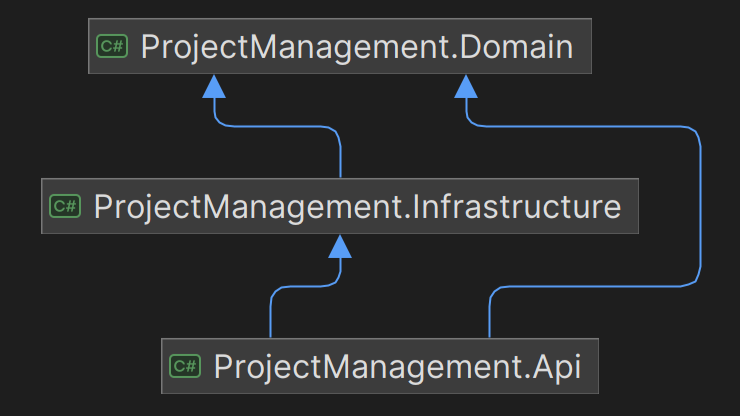 C# ProjectManagement.Domain
C# ProjectManagement.Infrastructure
C# ProjectManagement.Api